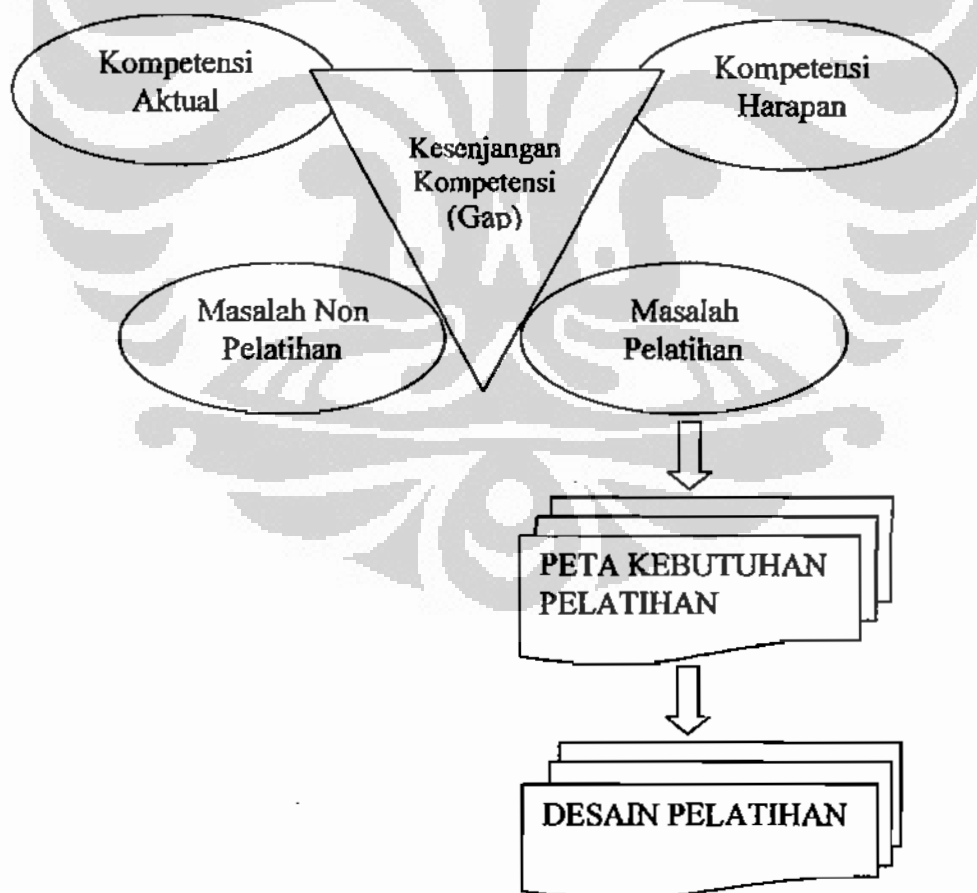 Kompetensi
Aktual
Kompetensi
Harapan
Kesenjangan
Kompetensi
(Gap)
Masalah Non
Pelatihan
Masalah
Pelatihan
PETA KEBUTUHAN
PELATIHAN
DESAIN PELATIHAN